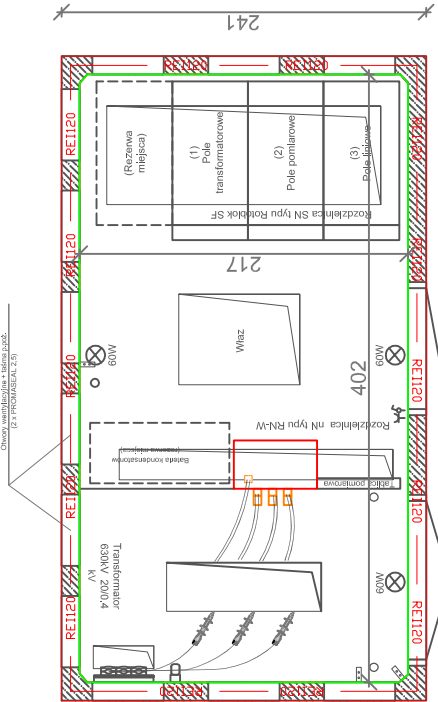 241
REI120
REI120
REI120
REI120
(Rezerwa
miejsca)
(1)
Pole
transformatorowe
(2)
Pole pomiarowe
(3)
Pole liniowe
Rozdzielnica SN typu Rotoblok SF
REI120
REI120
217
Otwory wentylacyjne + taśma p.poż.
(2 x PROMASEAL 2,5)
Właz
60W
60W
402
REI120
REI120
Rozdzielnica nN typu RN-W
Bateria kondensatorów
(rezerwa miejsca)
Tablica pomiarowa
REI120
REI120
Transformator
630kV 20/0,4
kV
60W
REI120
REI120
REI120
REI120